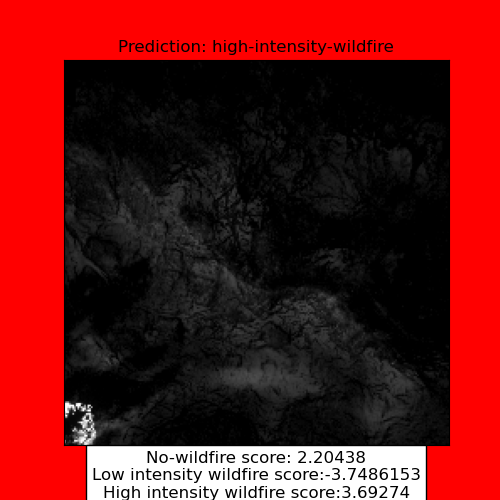 Prediction: high-intensity-wildfire
No-wildfire score: 2.20438
Low intensity wildfire score:-3.7486153
High intensity wildfire score:3.69274